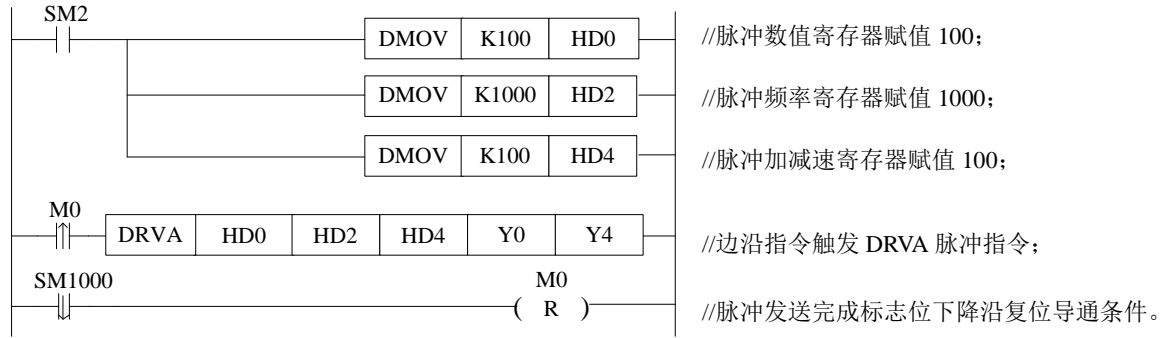 SM2
DMOV K100 HD0 //脉冲数值寄存器赋值 100；
DMOV K1000 HD2 //脉冲频率寄存器赋值 1000；
DMOV K100 HD4 //脉冲加减速寄存器赋值 100；
M0
DRVA HD0 HD2 HD4 Y0 Y4 //边沿指令触发 DRVA 脉冲指令；
SM1000 M0
( R ) //脉冲发送完成标志位下降沿复位导通条件。